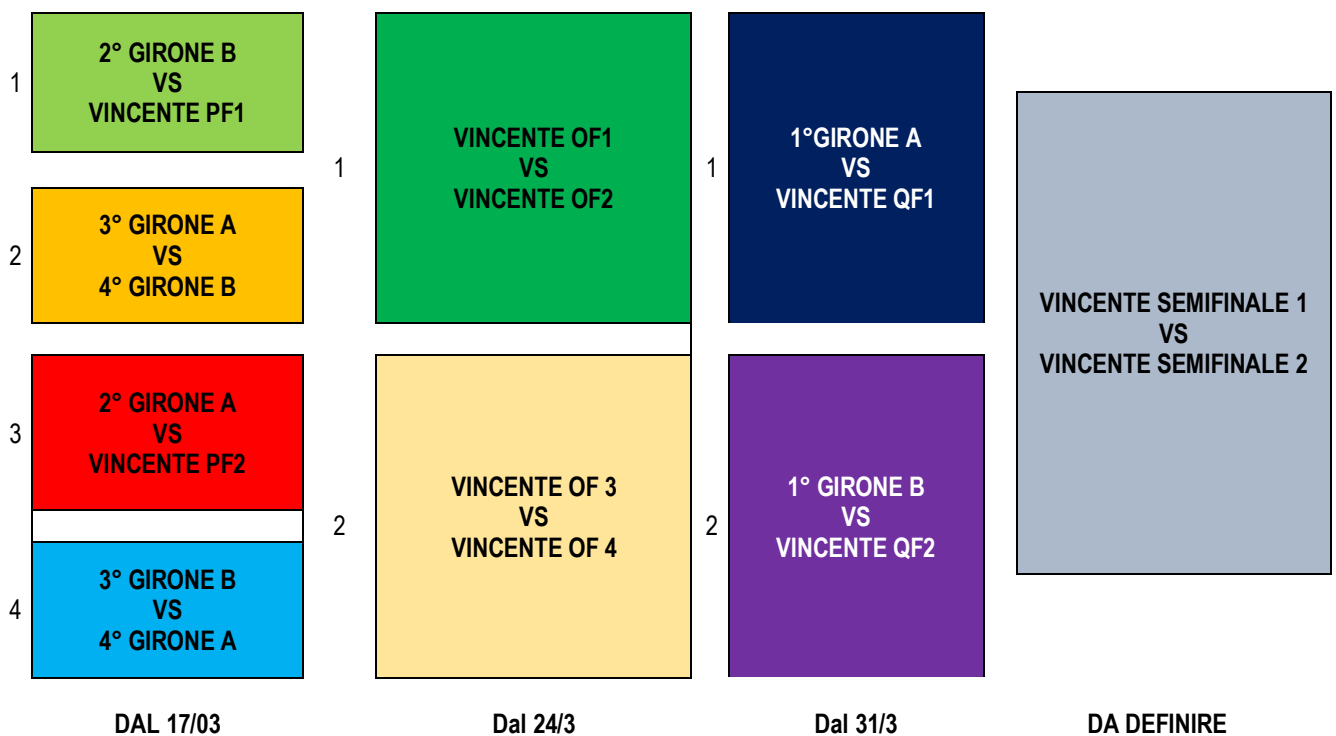 1
2° GIRONE B
VS
VINCENTE PF1
2
3° GIRONE A
VS
4° GIRONE B
3
2° GIRONE A
VS
VINCENTE PF2
4
3° GIRONE B
VS
4° GIRONE A
DAL 17/03
1
VINCENTE OF1
VS
VINCENTE OF2
2
VINCENTE OF 3
VS
VINCENTE OF 4
Dal 24/3
1
1°GIRONE A
VS
VINCENTE QF1
2
1° GIRONE B
VS
VINCENTE QF2
Dal 31/3
VINCENTE SEMIFINALE 1
VS
VINCENTE SEMIFINALE 2
DA DEFINIRE